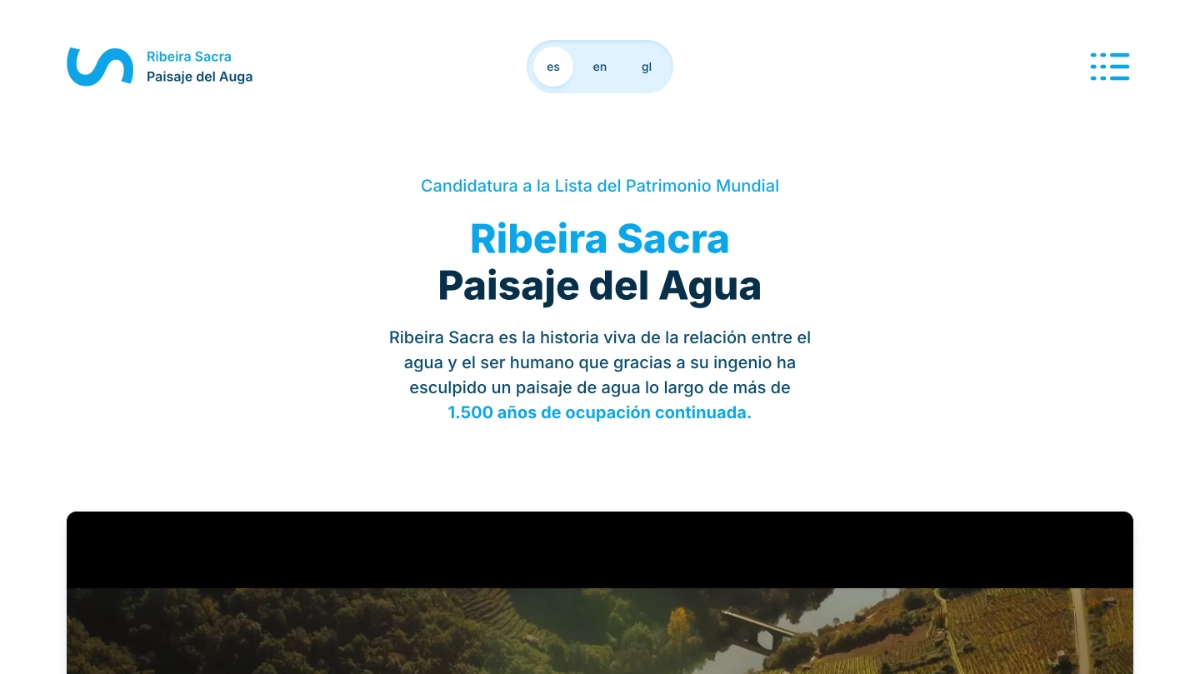 Ribeira Sacra
Paisaje del Auga
es en gl
Candidatura a la Lista del Patrimonio Mundial
Ribeira Sacra
Paisaje del Agua
Ribeira Sacra es la historia viva de la relación entre el
agua y el ser humano que gracias a su ingenio ha
esculpido un paisaje de agua lo largo de más de
1.500 años de ocupación continuada.